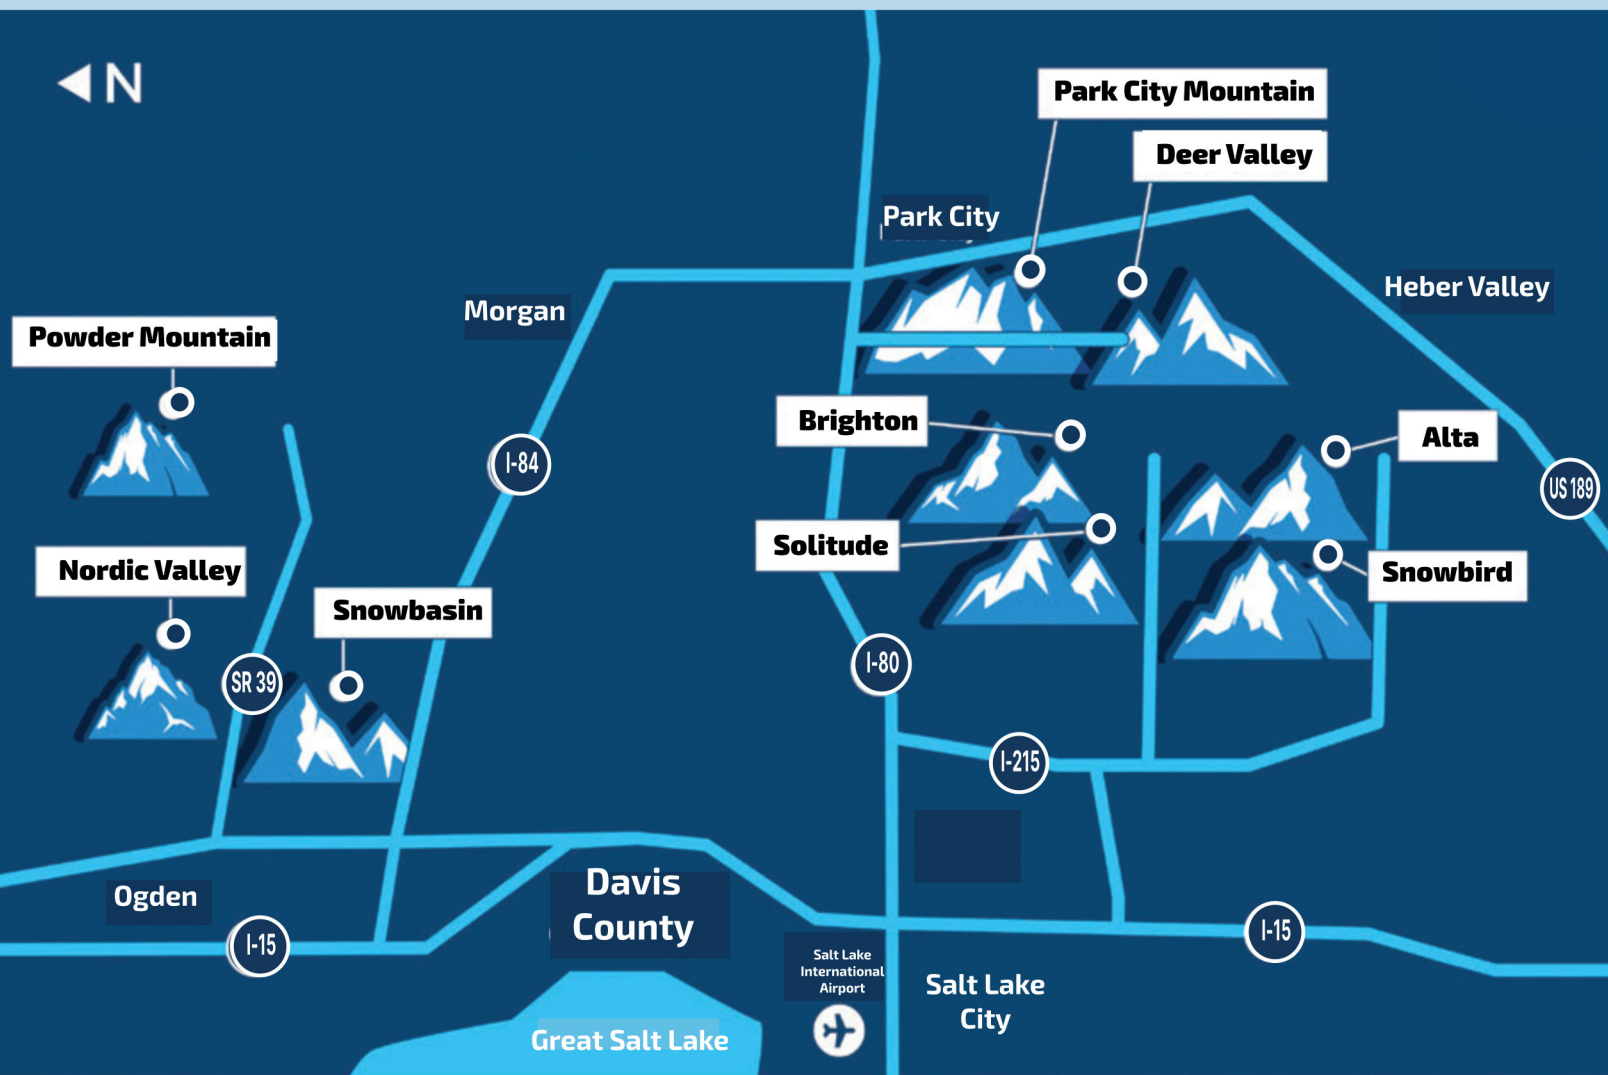 N
Park City Mountain
Deer Valley
Park City
Heber Valley
Morgan
Powder Mountain
Brighton
Alta
I-84
US 189
Solitude
Nordic Valley
Snowbird
Snowbasin
I-80
SR 39
I-215
Davis
County
Ogden
I-15
I-15
Salt Lake
International
Airport
Salt Lake
City
Great Salt Lake